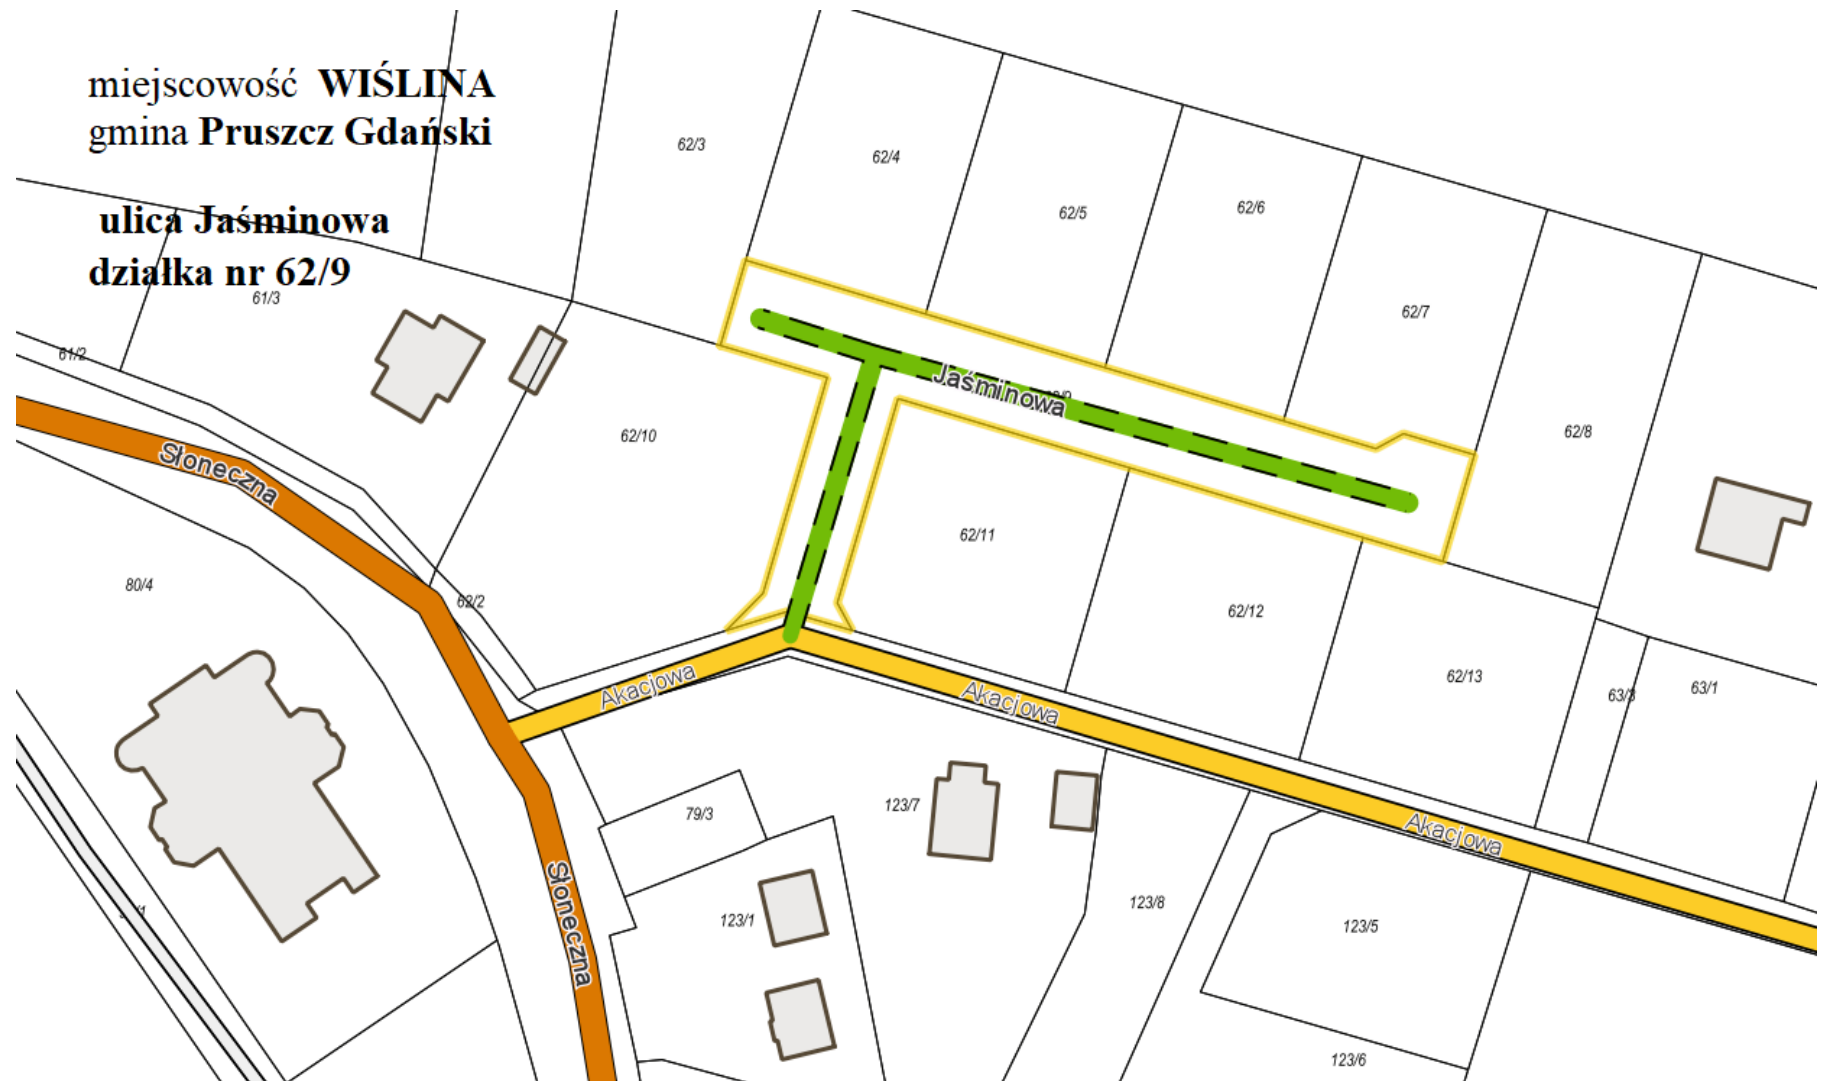 miejscowość WIŚLINA
gmina Pruszcz Gdański
ulica Jaśminowa
działka nr 62/9
62/3
62/4
62/5
62/6
62/7
62/8
61/3
61/2
Jaśminowa
62/10
Słoneczna
62/11
80/4
62/2
62/12
62/13
63/3
63/1
Akacjowa
Akacjowa
79/3
123/7
Akacjowa
Słoneczna
123/1
123/8
123/5
123/6